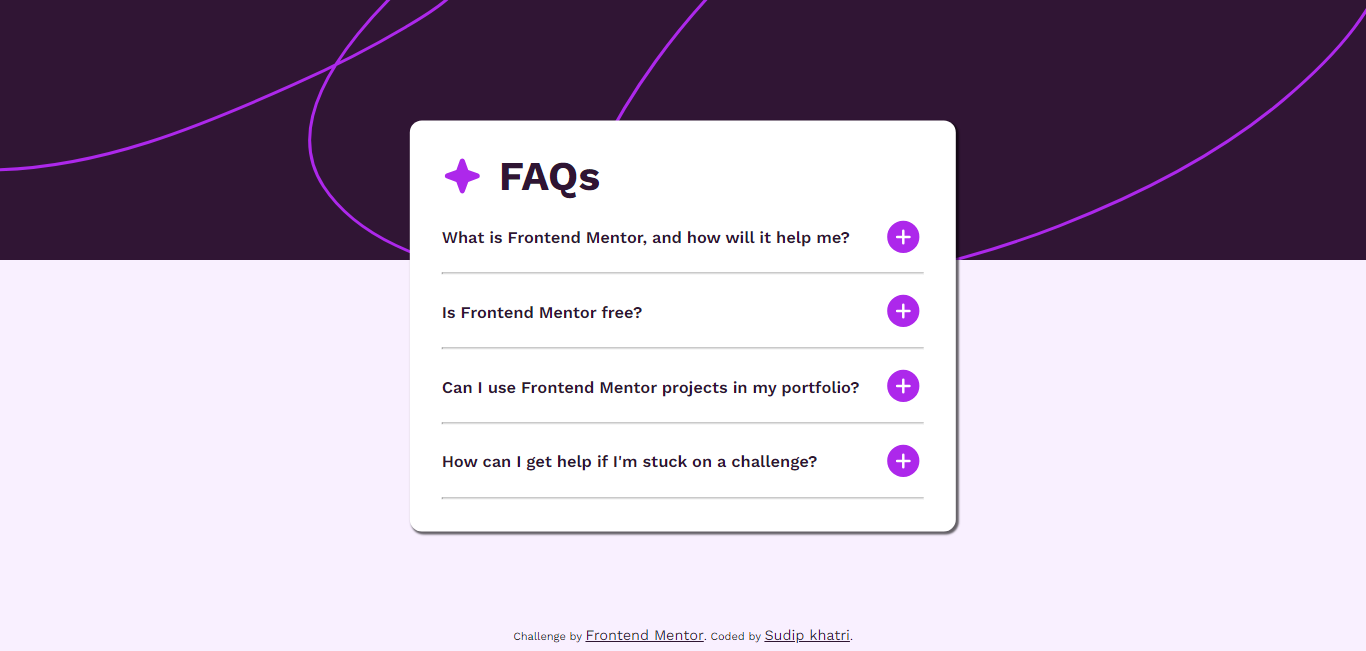 FAQs
What is Frontend Mentor, and how will it help me?
Is Frontend Mentor free?
Can I use Frontend Mentor projects in my portfolio?
How can I get help if I'm stuck on a challenge?
Challenge by Frontend Mentor. Coded by Sudip khatri.